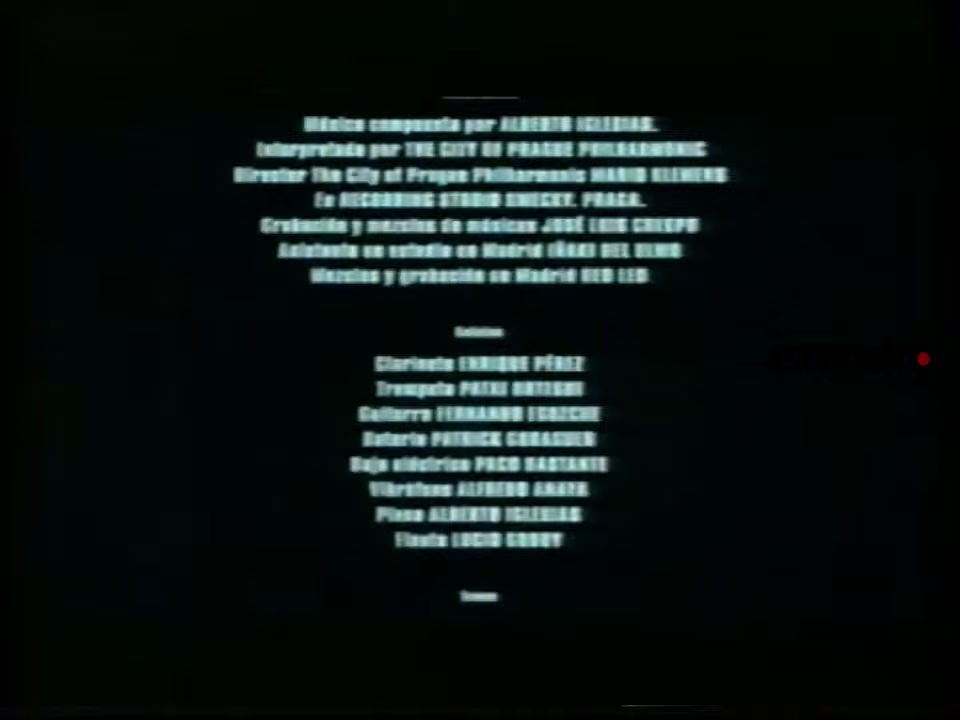 Música compuesta por ALBERTO IGLESIAS.
Interpretada por THE CITY OF PRAGUE PHILHARMONIC
Director The City of Prague Philharmonic MARIO KLEMENS
En RECORDING STUDIO SMECKY. PRAGA.
Grabación y mezclas de músicas JOSÉ LUIS CRESPO
Asistente en estudio en Madrid IÑAKI DEL OLMO
Mezclas y grabación en Madrid RED LED
Solistas
Clarinete ENRIQUE PÉREZ
Trompeta PATXI
Guitarra FERNANDO EGOZCUE
Batería PATRICK GORAGUER
Bajo eléctrico PACO BASTANTE
Vibráfono ALFREDO ANAYA
Piano ALBERTO IGLESIAS
Flauta LUCIO GODOY